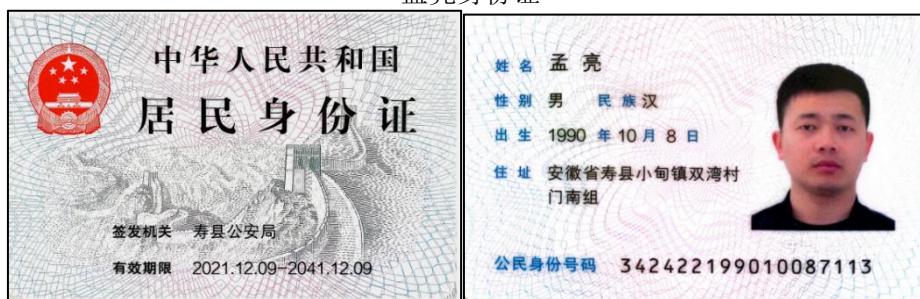 中华人民共和国
居民身份证
签发机关 寿县公安局
有效期限 2021.12.09-2041.12.09
姓名 孟亮
性别 男 民族 汉
出生 1990 年 10 月 8 日
住址 安徽省寿县小甸镇双湾村
门南组
公民身份号码 342422199010087113